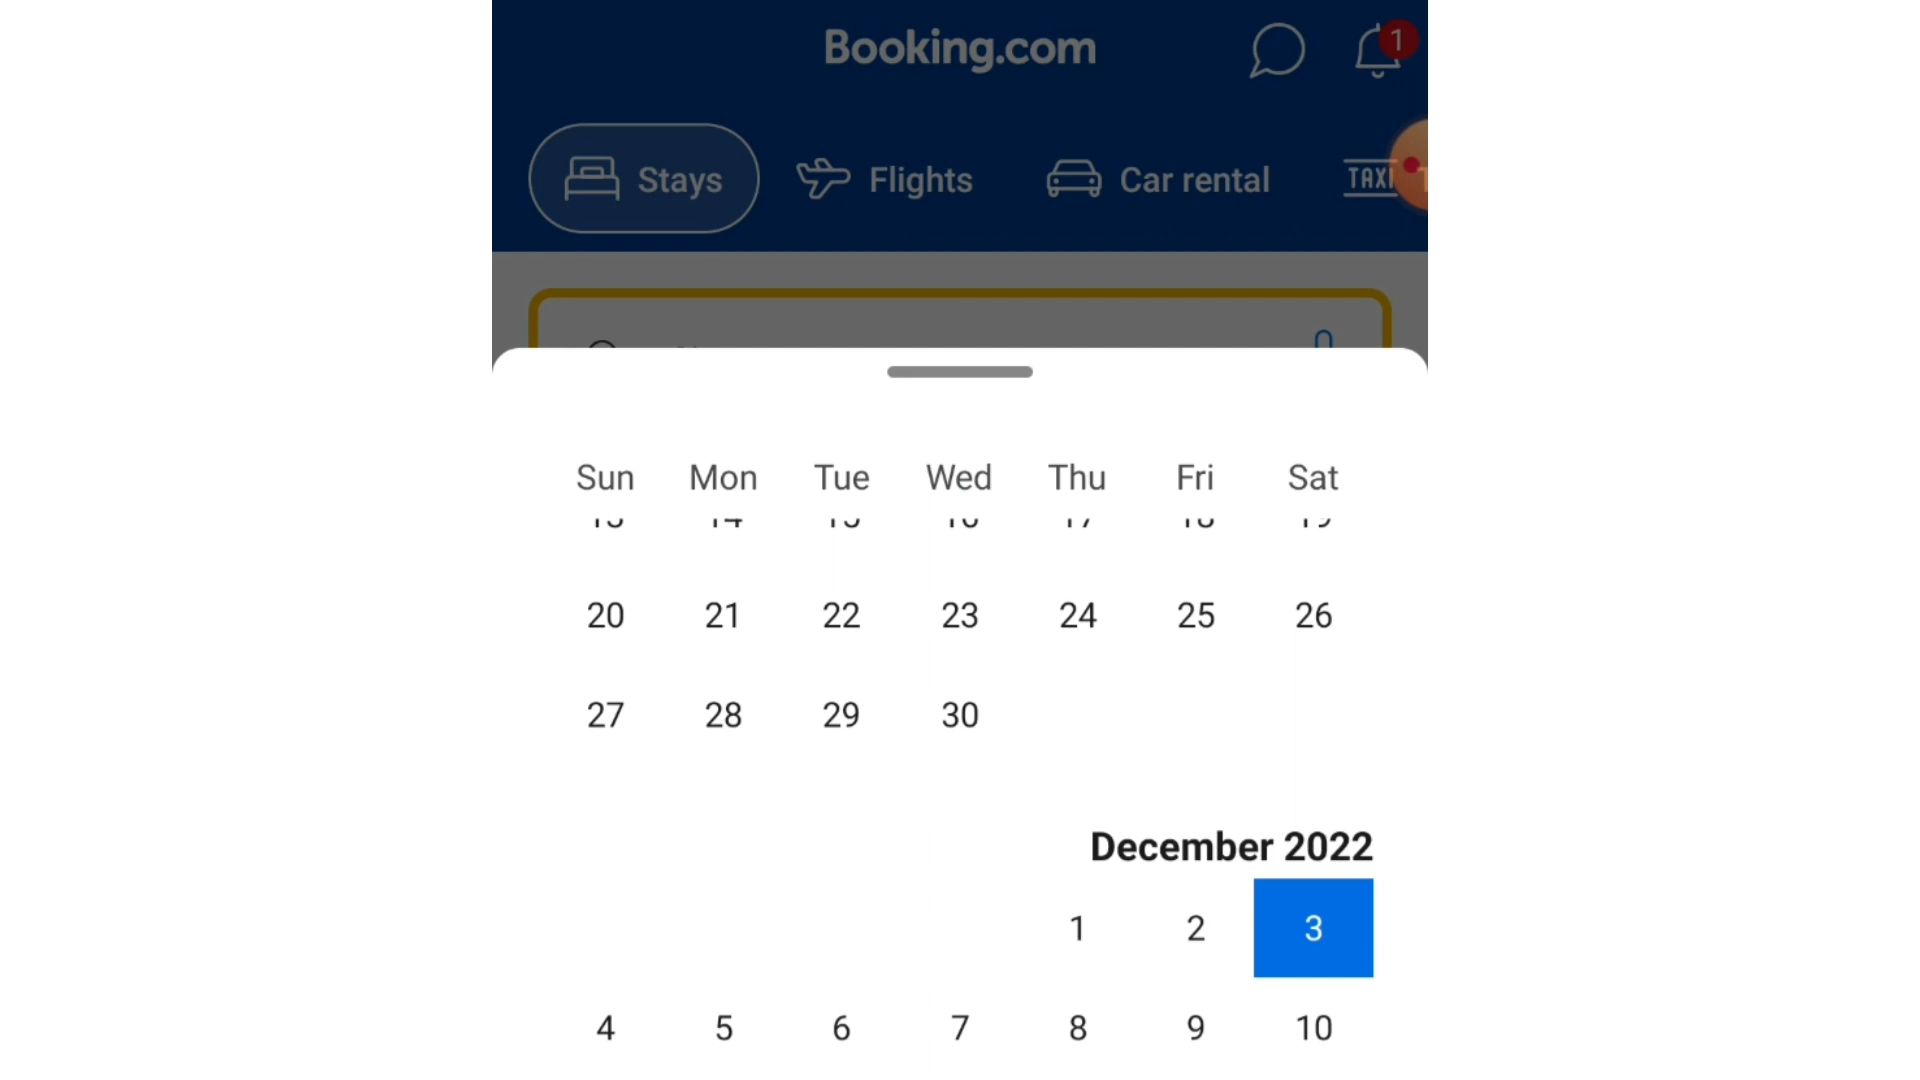 Booking.com
1
Stays Flights Car rental TAXI
Sun Mon Tue Wed Thu Fri Sat
20 21 22 23 24 25 26
27 28 29 30
December 2022
1 2 3
4 5 6 7 8 9 10